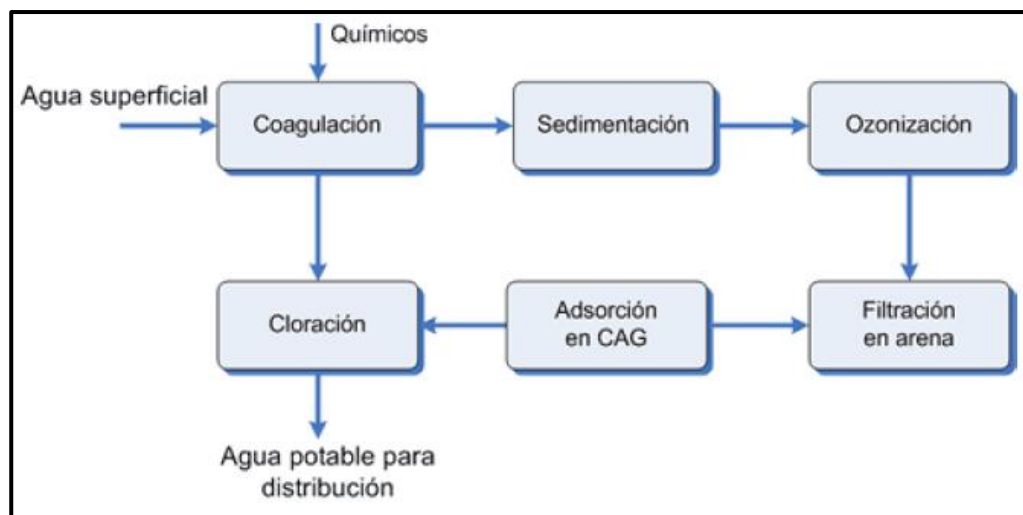 Químicos
Agua superficial
Coagulación
Sedimentación
Ozonización
Cloración
Adsorción
en CAG
Filtración
en arena
Agua potable para
distribución